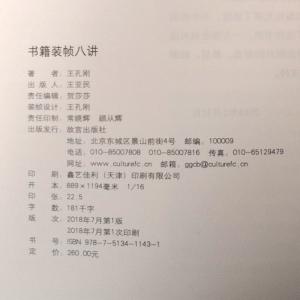 书籍装帧八讲
著　　者：王孔刚
出 版 人：王亚民
责任编辑：贺莎莎
装帧设计：王孔刚
责任印制：常晓辉　顾从辉
出版发行：故宫出版社
地址：北京东城区景山前街4号　邮编：100009
电话：010-85007808　010-85007816　传真：010-65129479
网址：www.culturefc.cn　邮箱：ggcb@culturefc.cn
印　　刷：鑫艺佳利（天津）印刷有限公司
开　　本：889×1194毫米　1/16
印　　张：22.5
字　　数：181千字
版　　次：2018年7月第1版
2018年7月第1次印刷
书　　号：ISBN 978-7-5134-1143-1
定　　价：260.00元